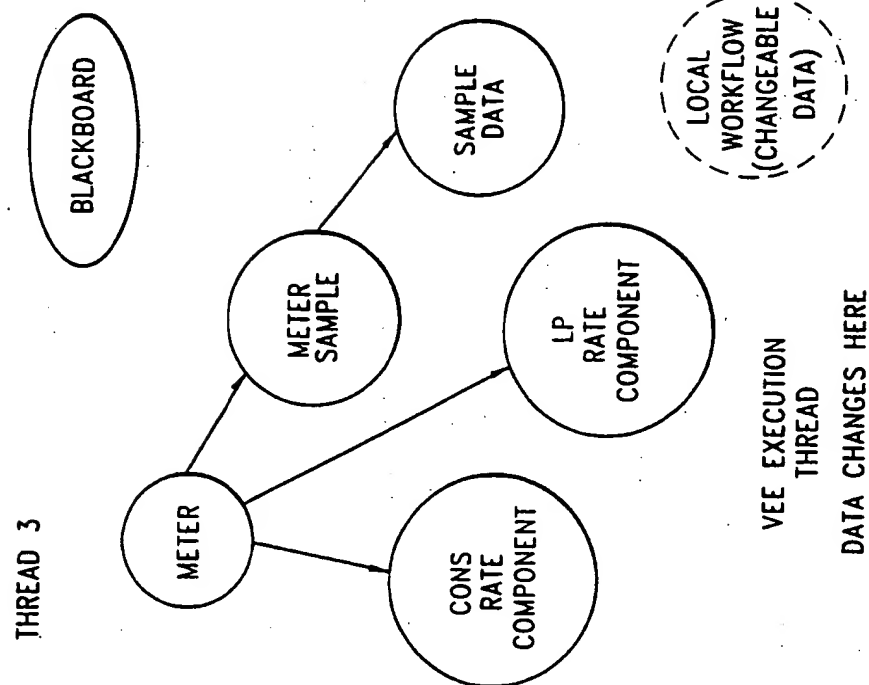 THREAD 3
BLACKBOARD
METER
METER
SAMPLE
SAMPLE
DATA
CONS
RATE
COMPONENT
LP
RATE
COMPONENT
LOCAL
WORKFLOW
(CHANGEABLE
DATA)
VEE EXECUTION
THREAD
DATA CHANGES HERE